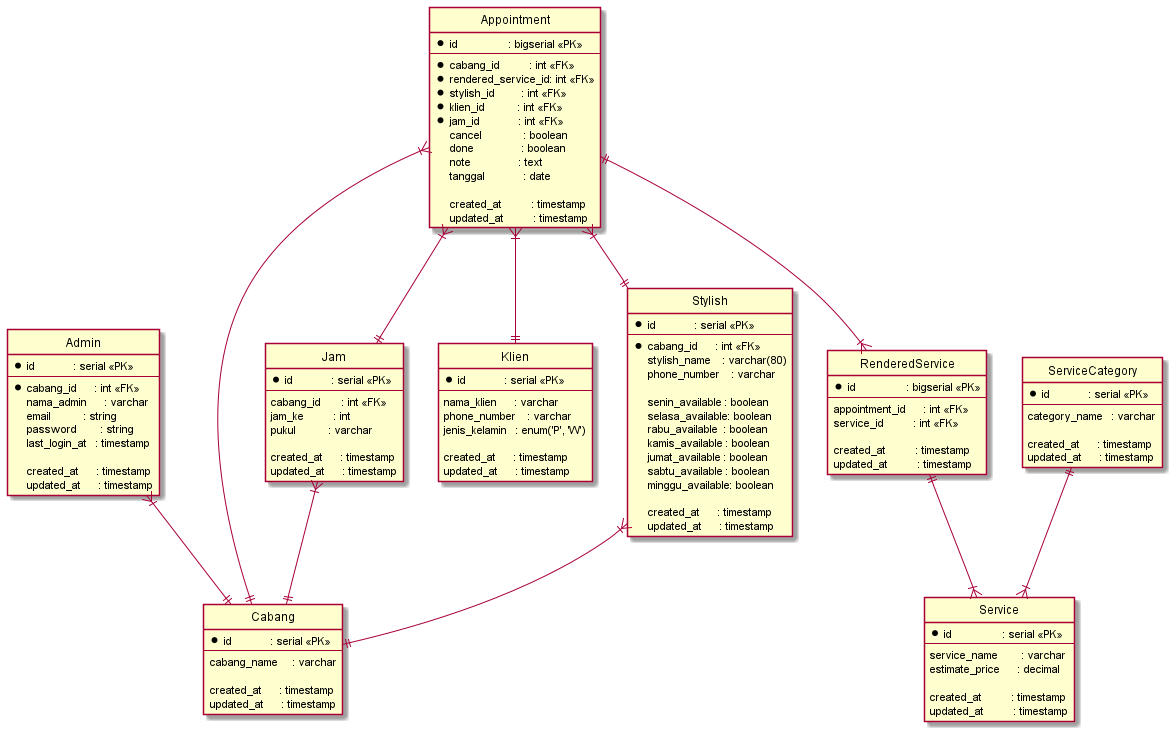 Appointment
id : bigserial «PK»
cabang_id : int «FK»
rendered_service_id: int «FK»
stylish_id : int «FK»
klien_id : int «FK»
jam_id : int «FK»
cancel : boolean
done : boolean
note : text
tanggal : date
created_at : timestamp
updated_at : timestamp
Admin
id : serial «PK»
cabang_id : int «FK»
nama_admin : varchar
email : string
password : string
last_login_at : timestamp
created_at : timestamp
updated_at : timestamp
Jam
id : serial «PK»
cabang_id : int «FK»
jam_ke : int
pukul : varchar
created_at : timestamp
updated_at : timestamp
Klien
id : serial «PK»
nama_klien : varchar
phone_number : varchar
jenis_kelamin : enum('P', 'W')
created_at : timestamp
updated_at : timestamp
Stylish
id : serial «PK»
cabang_id : int «FK»
stylish_name : varchar(80)
phone_number : varchar
senin_available : boolean
selasa_available: boolean
rabu_available : boolean
kamis_available : boolean
jumat_available : boolean
sabtu_available : boolean
minggu_available: boolean
created_at : timestamp
updated_at : timestamp
RenderedService
id : bigserial «PK»
appointment_id : int «FK»
service_id : int «FK»
created_at : timestamp
updated_at : timestamp
ServiceCategory
id : serial «PK»
category_name : varchar
created_at : timestamp
updated_at : timestamp
Cabang
id : serial «PK»
cabang_name : varchar
created_at : timestamp
updated_at : timestamp
Service
id : serial «PK»
service_name : varchar
estimate_price : decimal
created_at : timestamp
updated_at : timestamp